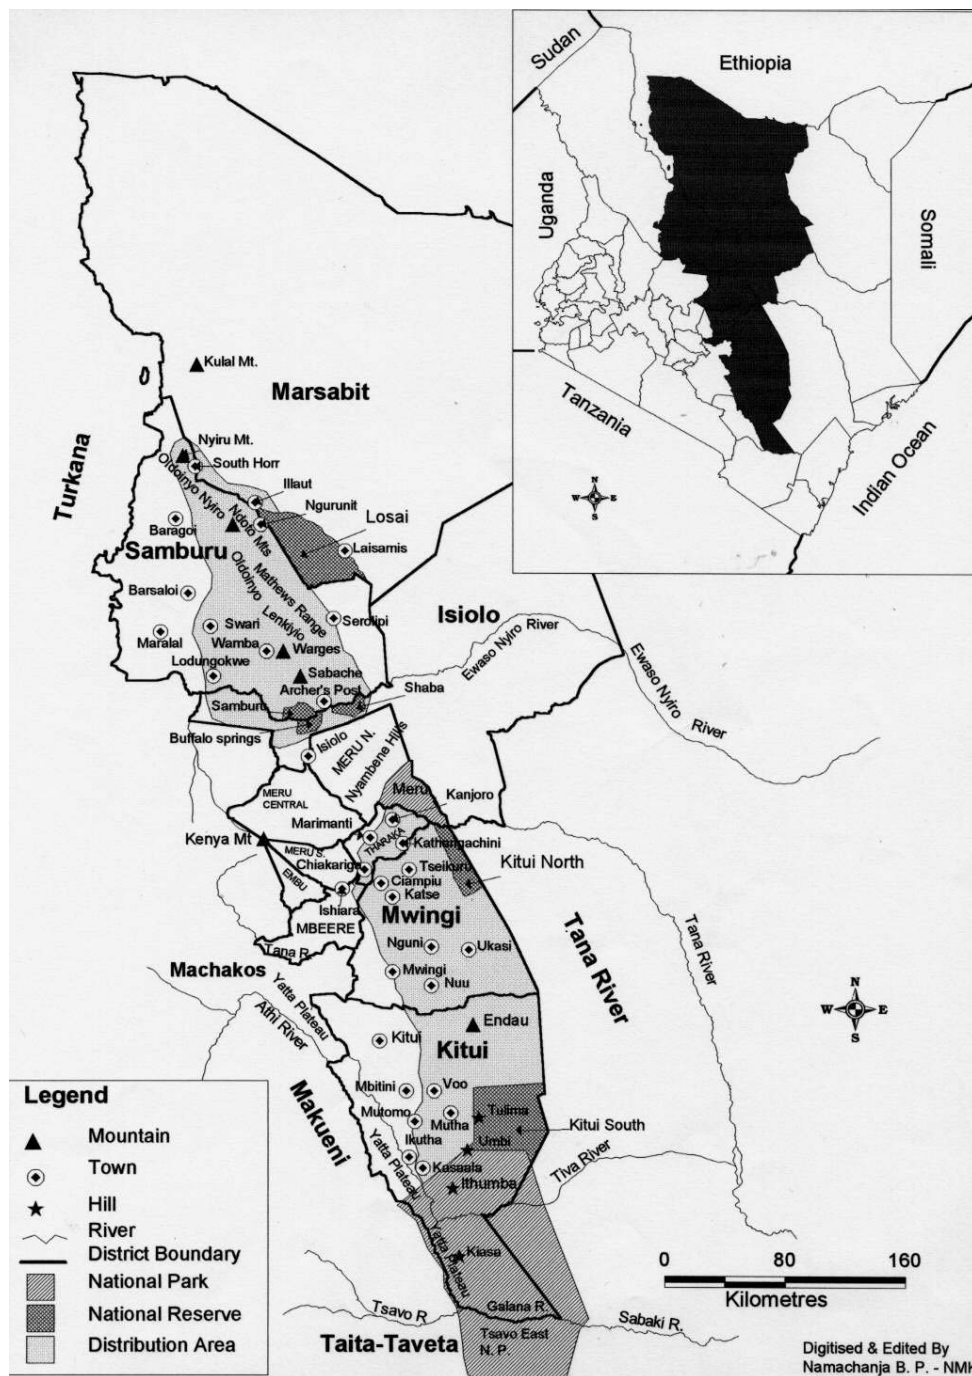 Sudan
Ethiopia
Uganda
Somali
Tanzania
Indian Ocean
N
W E
S
Kulal Mt.
Marsabit
Turkana
Nyiru Mt.
South Horr
Oldoinyo Nyiro
Illaut
Ndoto Mts
Ngurunit
Losai
Baragoi
Samburu
Laisamis
Oldoinyo
Lenkiyio
Mathews Range
Barsaloi
Swari
Serolipi
Isiolo
Maralal
Wamba
Warges
Ewaso Nyiro River
Ewaso Nyiro
River
Lodungokwe
Sabache
Archer's Post
Shaba
Samburu
Buffalo springs
Isiolo
MERU N.
Nyambene Hills
MERU
CENTRAL
Meru
Kanjoro
Marimanti
THARAKA
Kenya Mt
Kathangachini
MERU S.
Chiakariga
Tseikuru
Kitui North
EMBU
Ciampiu
Katse
Ishiara
Mwingi
MBEERE
Tana River
Tana River
Nguni
Ukasi
Tana R.
Machakos
Mwingi
Nuu
Yatta Plateau
Athi River
N
W E
S
Endau
Kitui
Kitui
Makueni
Mbitini
Voo
Mutomo
Mutha
Tulima
Kitui South
Ikutha
Umbi
Yatta Plateau
Kasaala
Ithumba
Tiva River
Yatta Plateau
Kiasa
Tsavo R.
Galana R.
Sabaki R.
Tsavo East
N. P.
Taita-Taveta
Legend
Mountain
Town
Hill
River
District Boundary
National Park
National Reserve
Distribution Area
0 80 160
Kilometres
Digitised & Edited By
Namachanja B. P. - NMK